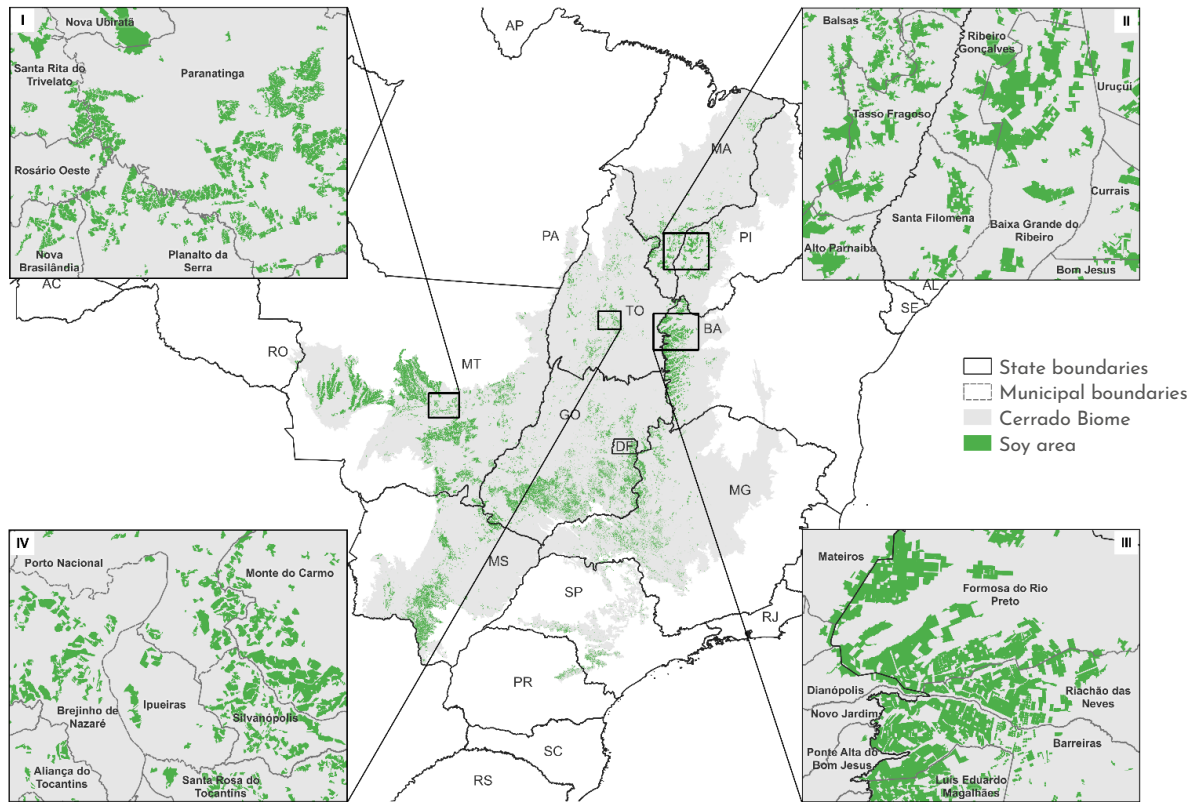 I
Nova Ubiratã
Santa Rita do
Trivelato
Paranatinga
Rosário Oeste
Nova
Brasilândia
Planalto da
Serra
II
Balsas
Ribeiro
Gonçalves
Uruçuí
Tasso Fragoso
Currais
Santa Filomena
Baixa Grande do
Ribeiro
Alto Parnaíba
Bom Jesus
AP
MA
PA
PI
AC
AL
SE
TO
BA
RO
MT
GO
DF
MG
MS
SP
RJ
PR
SC
RS
State boundaries
Municipal boundaries
Cerrado Biome
Soy area
IV
Porto Nacional
Monte do Carmo
Ipueiras
Brejinho de
Nazaré
Silvanópolis
Aliança do
Tocantins
Santa Rosa do
Tocantins
III
Mateiros
Formosa do Rio
Preto
Dianópolis
Riachão das
Neves
Novo Jardim
Barreiras
Ponte Alta do
Bom Jesus
Luís Eduardo
Magalhães